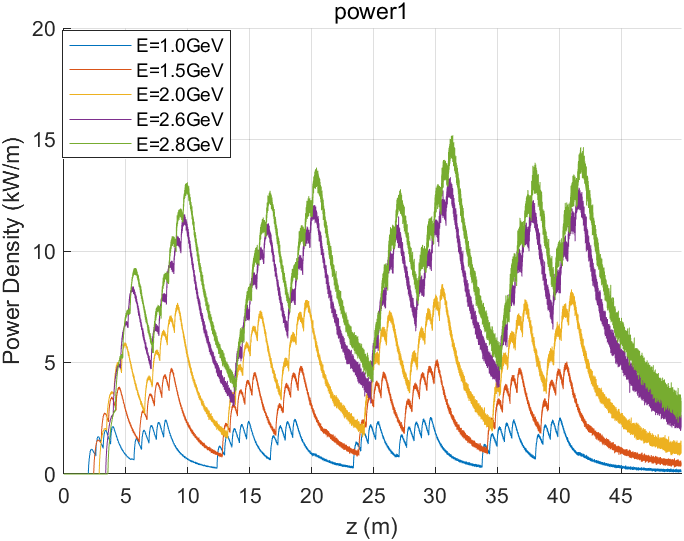 power1
20
15
10
5
0
Power Density (kW/m)
E=1.0GeV
E=1.5GeV
E=2.0GeV
E=2.6GeV
E=2.8GeV
0 5 10 15 20 25 30 35 40 45
z (m)